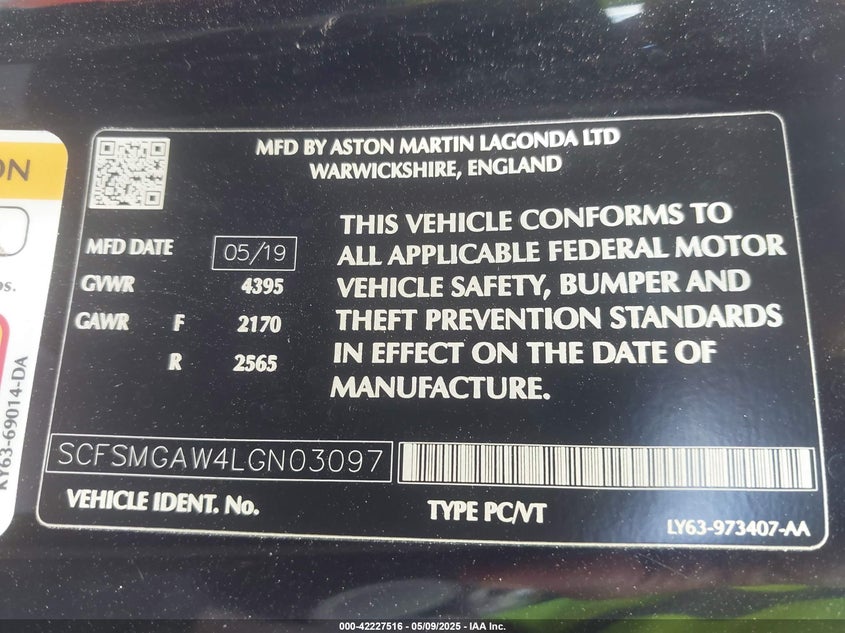 ON
s.
KY63-69014-DA
MFD BY ASTON MARTIN LAGONDA LTD
WARWICKSHIRE, ENGLAND
MFD DATE 05/19
GVWR 4395
GAWR F 2170
R 2565
THIS VEHICLE CONFORMS TO
ALL APPLICABLE FEDERAL MOTOR
VEHICLE SAFETY, BUMPER AND
THEFT PREVENTION STANDARDS
IN EFFECT ON THE DATE OF
MANUFACTURE.
SCFSMGAW4LGN03097
VEHICLE IDENT. No.
TYPE PC/VT
LY63-973407-AA
000-42227516 - 05/09/2025 - IAA Inc.